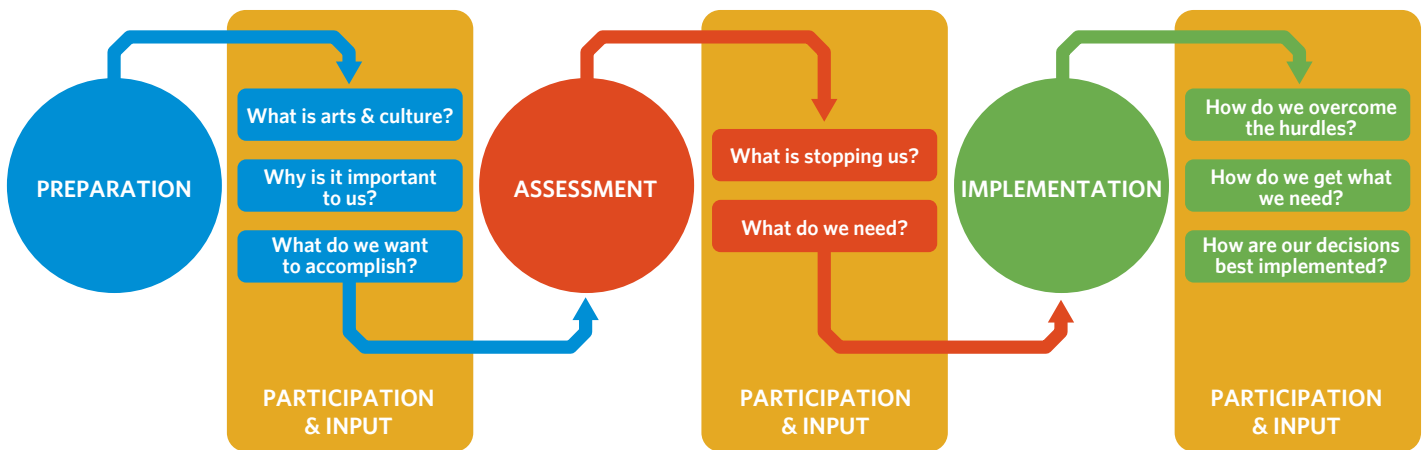 PREPARATION
What is arts & culture?
Why is it important
to us?
What do we want
to accomplish?
PARTICIPATION
& INPUT
ASSESSMENT
What is stopping us?
What do we need?
PARTICIPATION
& INPUT
IMPLEMENTATION
How do we overcome
the hurdles?
How do we get what
we need?
How are our decisions
best implemented?
PARTICIPATION
& INPUT